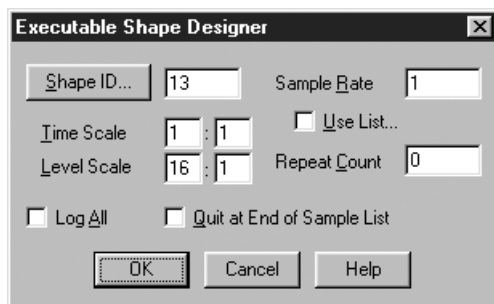 Executable Shape Designer
Shape ID... 13 Sample Rate 1
Use List...
Time Scale 1 : 1
Level Scale 16 : 1 Repeat Count 0
Log All Quit at End of Sample List
OK Cancel Help